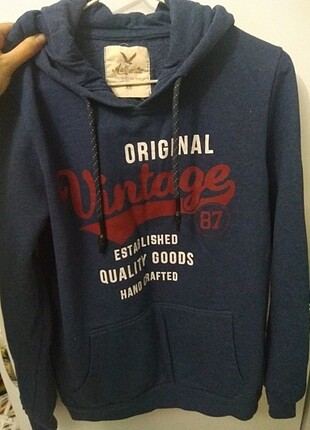 ORIGINAL
Vintage
87
ESTABLISHED
QUALITY GOODS
HAND CRAFTED